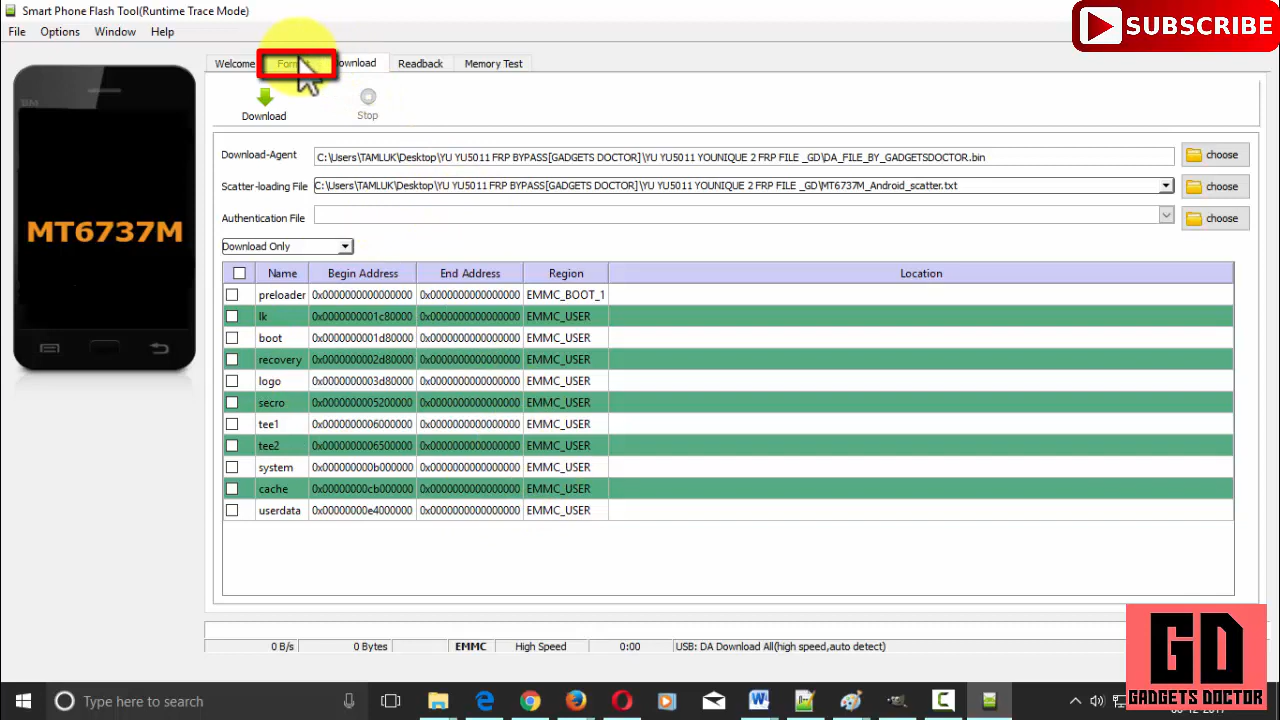 Smart Phone Flash Tool(Runtime Trace Mode)
SUBSCRIBE
File Options Window Help
Welcome Readback Memory Test
Download Stop
MT6737M
Download-Agent C:\Users\TAMLUK\Desktop\YU YU5011 FRP BYPASS[GADGETS DOCTOR]\YU YU5011 YOUNIQUE 2 FRP FILE _GD\DA_FILE_BY_GADGETSDOCTOR.bin choose
Scatter-loading File C:\Users\TAMLUK\Desktop\YU YU5011 FRP BYPASS[GADGETS DOCTOR]\YU YU5011 YOUNIQUE 2 FRP FILE _GD\MT6737M_Android_scatter.txt choose
Authentication File choose
Download Only
Name Begin Address End Address Region Location
preloader 0x0000000000000000 0x0000000000000000 EMMC_BOOT_1
lk 0x0000000001c80000 0x0000000000000000 EMMC_USER
boot 0x0000000001d80000 0x0000000000000000 EMMC_USER
recovery 0x0000000002d80000 0x0000000000000000 EMMC_USER
logo 0x0000000003d80000 0x0000000000000000 EMMC_USER
secro 0x0000000005200000 0x0000000000000000 EMMC_USER
tee1 0x0000000006000000 0x0000000000000000 EMMC_USER
tee2 0x0000000006500000 0x0000000000000000 EMMC_USER
system 0x000000000b000000 0x0000000000000000 EMMC_USER
cache 0x00000000cb000000 0x0000000000000000 EMMC_USER
userdata 0x00000000e4000000 0x0000000000000000 EMMC_USER
0 B/s 0 Bytes EMMC High Speed 0:00 USB: DA Download All(high speed,auto detect)
GD
GADGETS DOCTOR
Type here to search